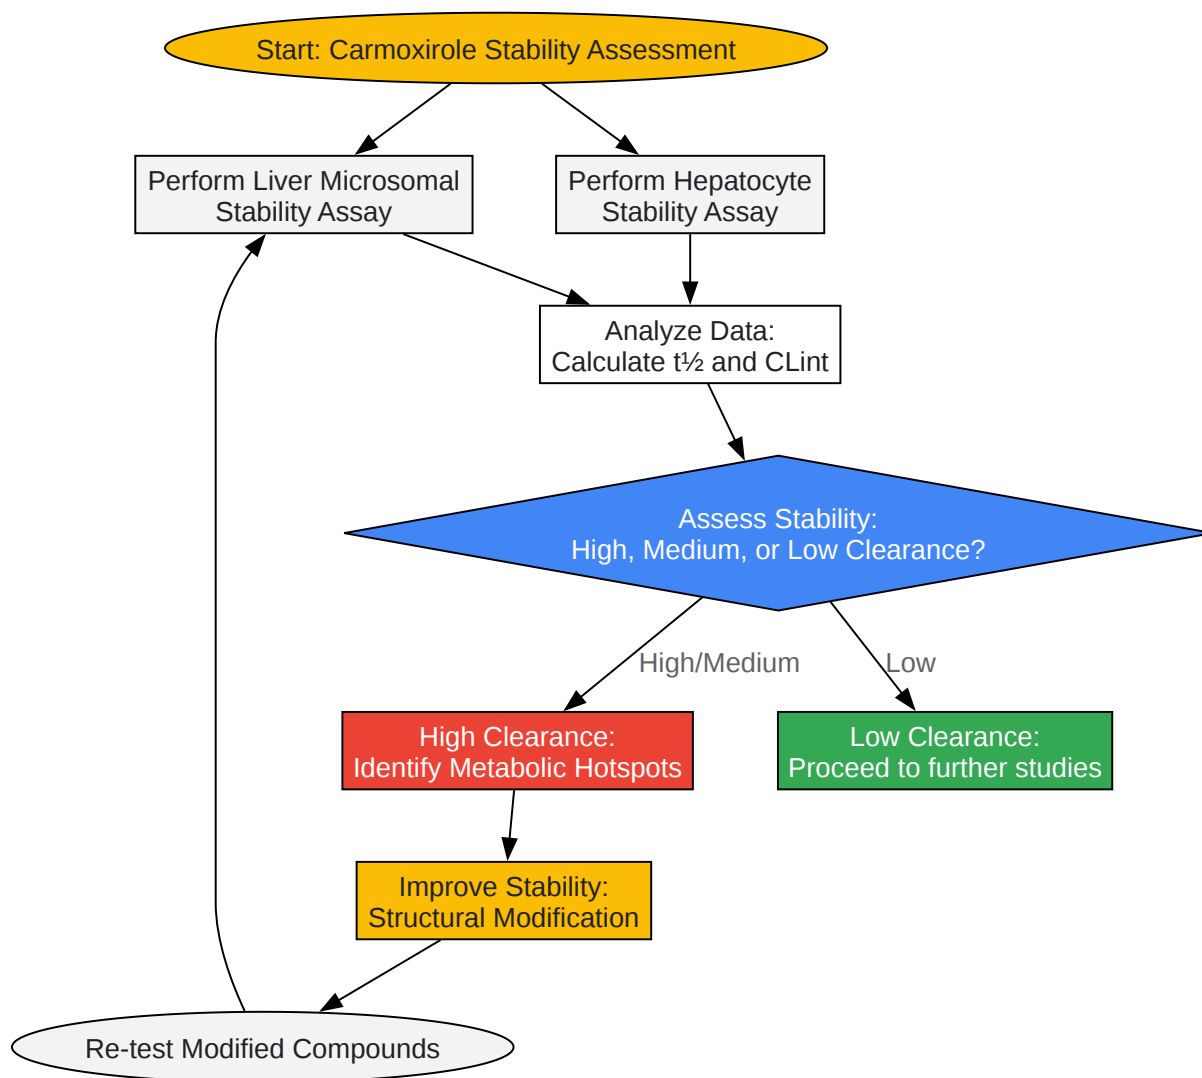 Start: Carmoxirole Stability Assessment
Perform Liver Microsomal
Stability Assay
Perform Hepatocyte
Stability Assay
Analyze Data:
Calculate t½ and CLint
Assess Stability:
High, Medium, or Low Clearance?
High/Medium
Low
High Clearance:
Identify Metabolic Hotspots
Low Clearance:
Proceed to further studies
Improve Stability:
Structural Modification
Re-test Modified Compounds